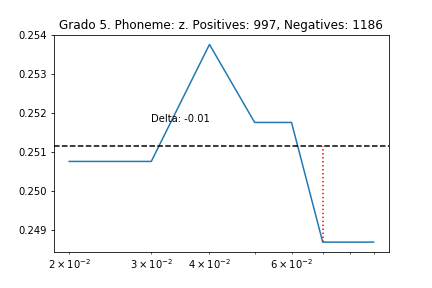 Grado 5. Phoneme: z. Positives: 997, Negatives: 1186
0.254
0.253
0.252
Delta: -0.01
0.251
0.250
0.249
2 × 10⁻² 3 × 10⁻² 4 × 10⁻² 6 × 10⁻²